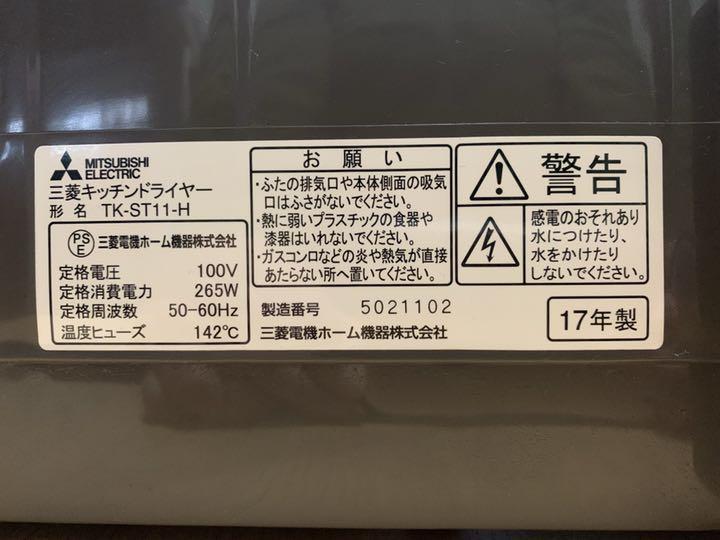 MITSUBISHI
ELECTRIC
三菱キッチンドライヤー
形 名 TK-ST11-H
PS
E
三菱電機ホーム機器株式会社
定格電圧 100V
定格消費電力 265W
定格周波数 50-60Hz
温度ヒューズ 142℃
お 願 い
・ふたの排気口や本体側面の吸気
口はふさがないでください。
・熱に弱いプラスチックの食器や
漆器はいれないでください。
・ガスコンロなどの炎や熱気が直接
あたらない所へ置いてください。
製造番号 5021102
三菱電機ホーム機器株式会社
警告
感電のおそれあり
水につけたり、
水をかけたり
しないでください。
17年製